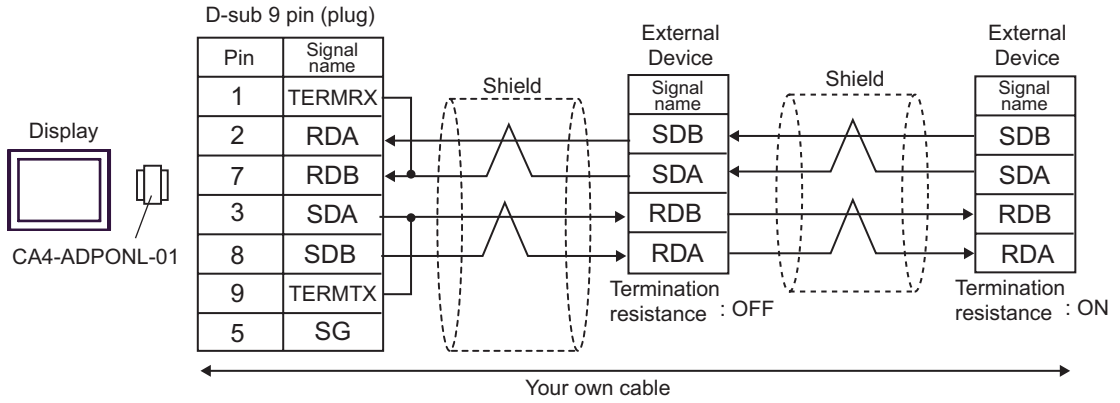 D-sub 9 pin (plug)
Pin Signal name
1 TERMRX
2 RDA
7 RDB
3 SDA
8 SDB
9 TERMTX
5 SG
Display
CA4-ADPONL-01
Shield
External
Device
Signal
name
SDB
SDA
RDB
RDA
Termination
resistance : OFF
Shield
External
Device
Signal
name
SDB
SDA
RDB
RDA
Termination
resistance : ON
Your own cable